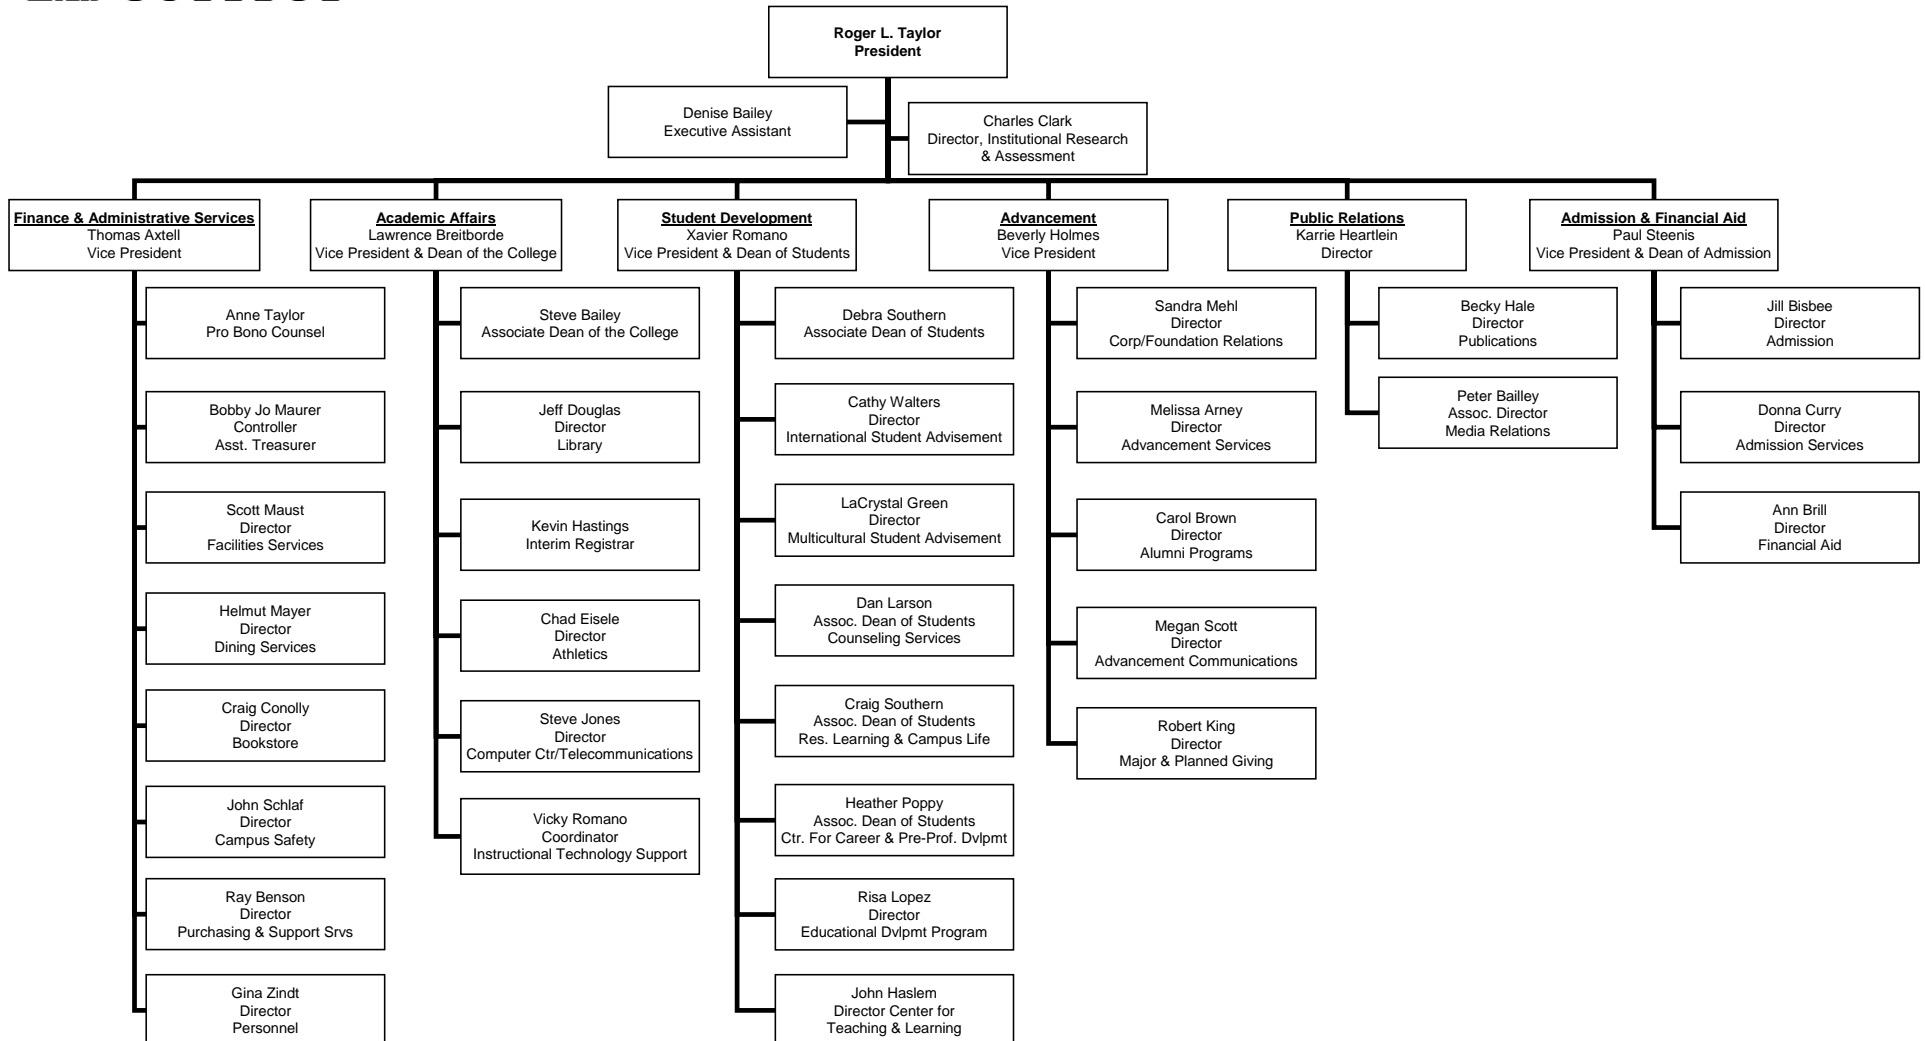 Roger L. Taylor
President
Denise Bailey
Executive Assistant
Charles Clark
Director, Institutional Research
& Assessment
Finance & Administrative Services
Thomas Axtell
Vice President
Anne Taylor
Pro Bono Counsel
Bobby Jo Maurer
Controller
Asst. Treasurer
Scott Maust
Director
Facilities Services
Helmut Mayer
Director
Dining Services
Craig Conolly
Director
Bookstore
John Schlaf
Director
Campus Safety
Ray Benson
Director
Purchasing & Support Srvs
Gina Zindt
Director
Personnel
Academic Affairs
Lawrence Breitborde
Vice President & Dean of the College
Steve Bailey
Associate Dean of the College
Jeff Douglas
Director
Library
Kevin Hastings
Interim Registrar
Chad Eisele
Director
Athletics
Steve Jones
Director
Computer Ctr/Telecommunications
Vicky Romano
Coordinator
Instructional Technology Support
Student Development
Xavier Romano
Vice President & Dean of Students
Debra Southern
Associate Dean of Students
Cathy Walters
Director
International Student Advisement
LaCrystal Green
Director
Multicultural Student Advisement
Dan Larson
Assoc. Dean of Students
Counseling Services
Craig Southern
Assoc. Dean of Students
Res. Learning & Campus Life
Heather Poppy
Assoc. Dean of Students
Ctr. For Career & Pre-Prof. Dvlpmt
Risa Lopez
Director
Educational Dvlpmt Program
John Haslem
Director Center for
Teaching & Learning
Advancement
Beverly Holmes
Vice President
Sandra Mehl
Director
Corp/Foundation Relations
Melissa Arney
Director
Advancement Services
Carol Brown
Director
Alumni Programs
Megan Scott
Director
Advancement Communications
Robert King
Director
Major & Planned Giving
Public Relations
Karrie Heartlein
Director
Becky Hale
Director
Publications
Peter Bailley
Assoc. Director
Media Relations
Admission & Financial Aid
Paul Steenis
Vice President & Dean of Admission
Jill Bisbee
Director
Admission
Donna Curry
Director
Admission Services
Ann Brill
Director
Financial Aid